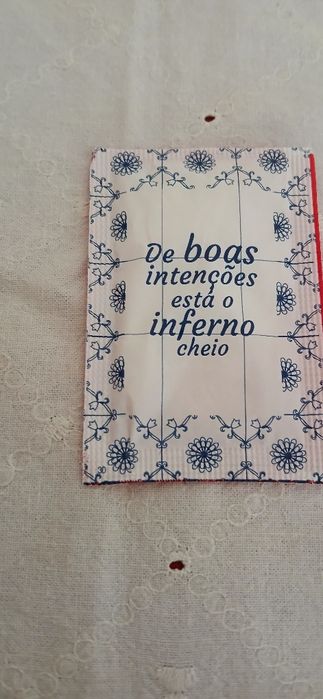 De boas
intenções
está o
inferno
cheio